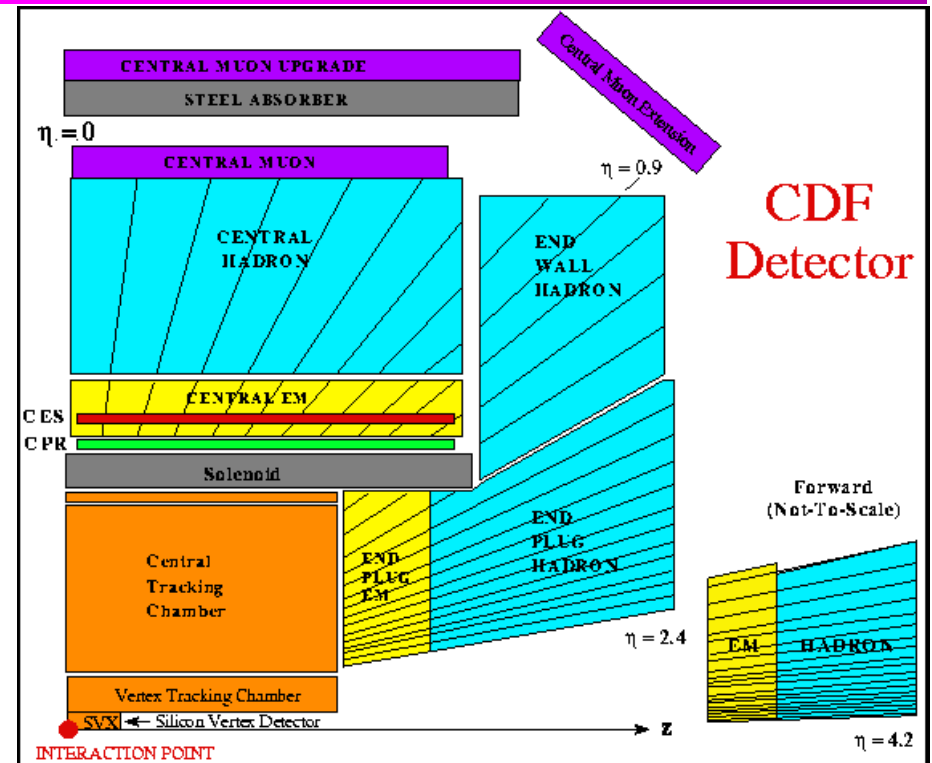 CENTRAL MUON UPGRADE
STEEL ABSORBER
Central Muon Extension
η = 0
CENTRAL MUON
η = 0.9
CDF
Detector
CENTRAL
HADRON
END
WALL
HADRON
CENTRAL EM
CES
CPR
Solenoid
Forward
(Not-To-Scale)
END
PLUG
HADRON
Central
Tracking
Chamber
END
PLUG
EM
η = 2.4
EM
HADRON
Vertex Tracking Chamber
SVX
Silicon Vertex Detector
Z
η = 4.2
INTERACTION POINT